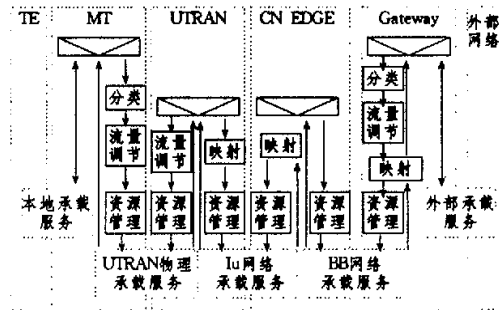 TE MT UTRAN CN EDGE Gateway 外部
网络
分类 分类
流量
调节 流量
调节 映射 映射 流量
调节
映射
本地承载
服务 资源
管理 资源
管理 资源
管理 资源
管理 资源
管理 资源
管理 外部承载
服务
UTRAN物理
承载服务 Iu网络
承载服务 BB网络
承载服务